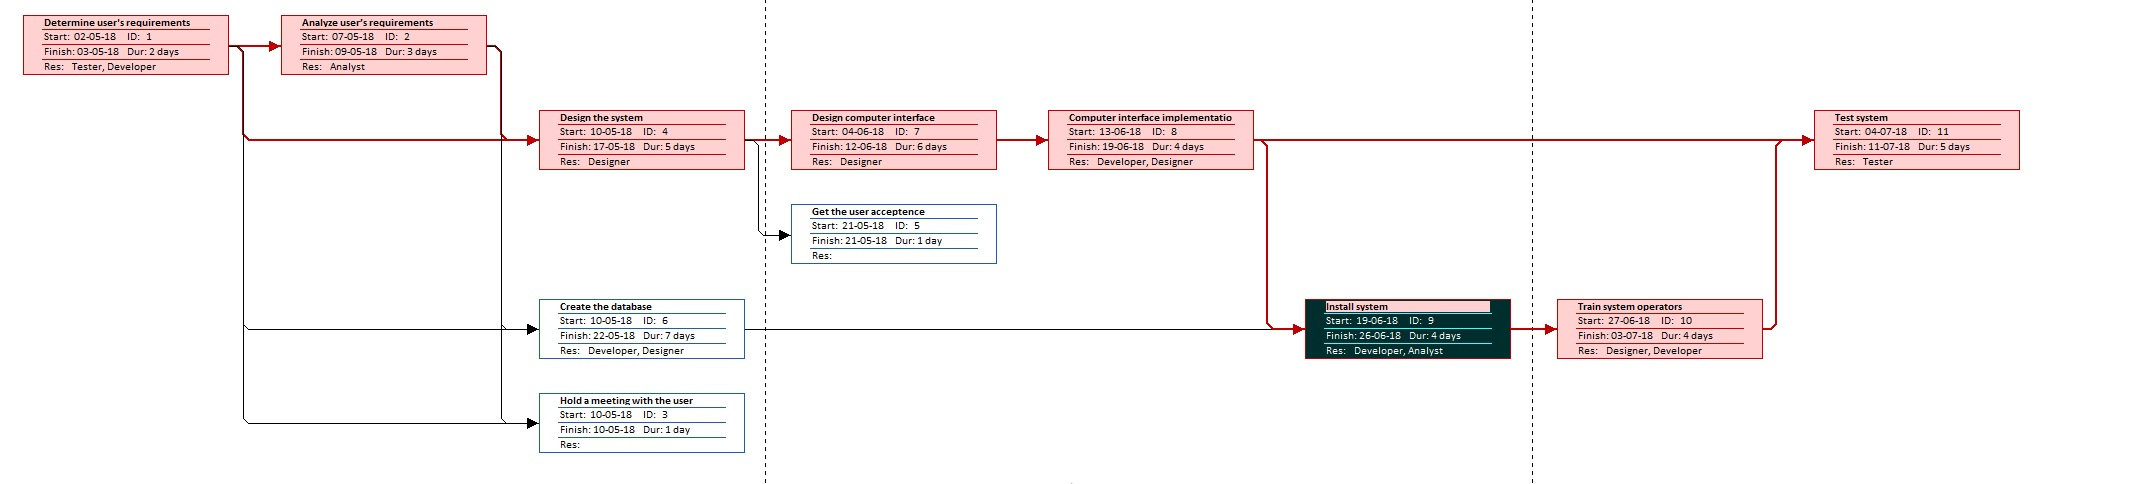 Determine user's requirements
Start: 02-05-18 ID: 1
Finish: 03-05-18 Dur: 2 days
Res: Tester, Developer
Analyze user's requirements
Start: 07-05-18 ID: 2
Finish: 09-05-18 Dur: 3 days
Res: Analyst
Design the system
Start: 10-05-18 ID: 4
Finish: 17-05-18 Dur: 5 days
Res: Designer
Design computer interface
Start: 04-06-18 ID: 7
Finish: 12-06-18 Dur: 6 days
Res: Designer
Computer interface implementatio
Start: 13-06-18 ID: 8
Finish: 19-06-18 Dur: 4 days
Res: Developer, Designer
Test system
Start: 04-07-18 ID: 11
Finish: 11-07-18 Dur: 5 days
Res: Tester
Get the user acceptence
Start: 21-05-18 ID: 5
Finish: 21-05-18 Dur: 1 day
Res:
Create the database
Start: 10-05-18 ID: 6
Finish: 22-05-18 Dur: 7 days
Res: Developer, Designer
Install system
Start: 19-06-18 ID: 9
Finish: 26-06-18 Dur: 4 days
Res: Developer, Analyst
Train system operators
Start: 27-06-18 ID: 10
Finish: 03-07-18 Dur: 4 days
Res: Designer, Developer
Hold a meeting with the user
Start: 10-05-18 ID: 3
Finish: 10-05-18 Dur: 1 day
Res: